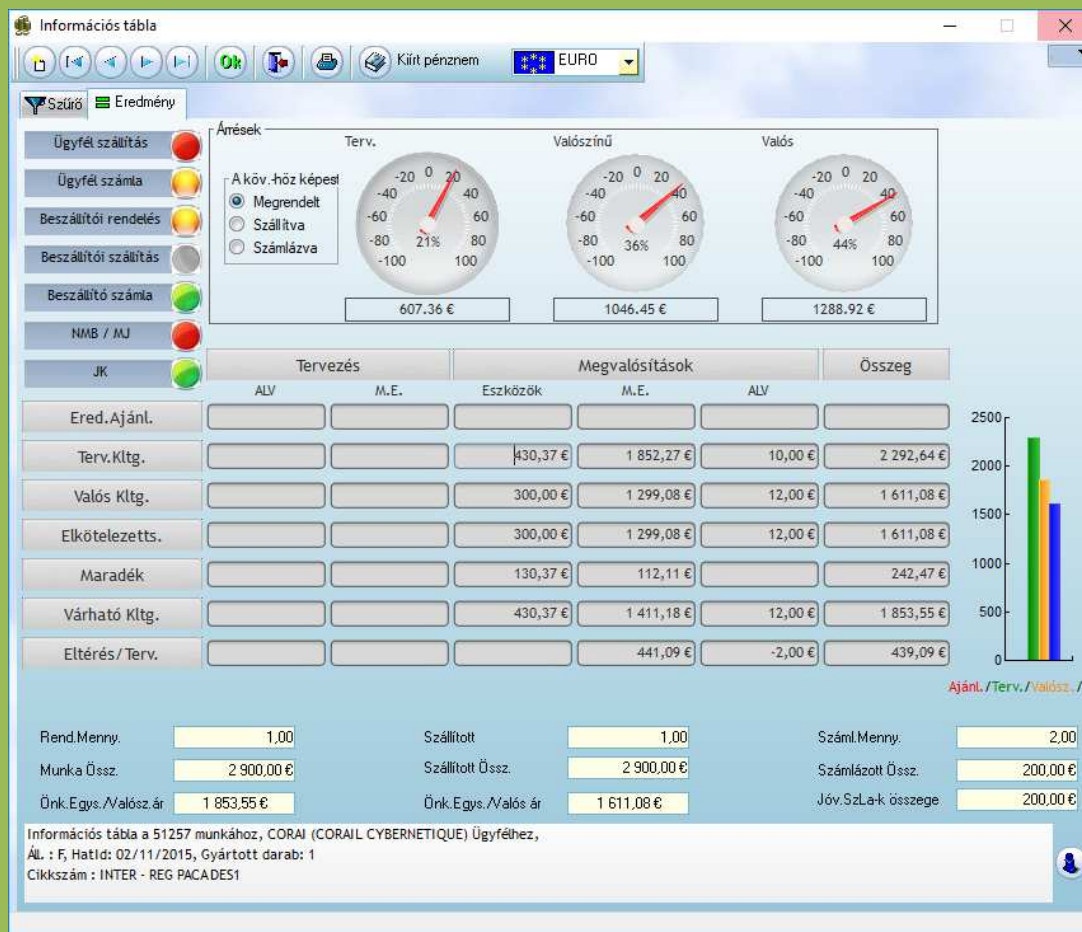 Információs tábla
Ok Kiírt pénznem EURO
Szűrő Eredmény
Ügyfél szállítás
Ügyfél számla
Beszállítói rendelés
Beszállítói szállítás
Beszállító számla
NMB / MJ
JK
Árrések
A köv.-höz képest
Megrendelt
Szállítva
Számlázva
Terv. Valószínű Valós
-100 -80 -60 -40 -20 0 20 40 60 80 100
21%
-100 -80 -60 -40 -20 0 20 40 60 80 100
36%
-100 -80 -60 -40 -20 0 20 40 60 80 100
44%
607.36 € 1046.45 € 1288.92 €
Tervezés Megvalósítások Összeg
ALV M.E. Eszközök M.E. ALV
Ered.Ajánl.
Terv.Kltg. 430,37 € 1 852,27 € 10,00 € 2 292,64 €
Valós Kltg. 300,00 € 1 299,08 € 12,00 € 1 611,08 €
Elkötelezetts. 300,00 € 1 299,08 € 12,00 € 1 611,08 €
Maradék 130,37 € 112,11 € 242,47 €
Várható Kltg. 430,37 € 1 411,18 € 12,00 € 1 853,55 €
Eltérés/Terv. 441,09 € -2,00 € 439,09 €
2500
2000
1500
1000
500
0
Ajánl./Terv./Valósz./
Rend.Menny. 1,00 Szállított 1,00 Száml.Menny. 2,00
Munka Össz. 2 900,00 € Szállított Össz. 2 900,00 € Számlázott Össz. 200,00 €
Önk.Egys./Valósz.ár 1 853,55 € Önk.Egys./Valós ár 1 611,08 € Jóv.SzLa-k összege 200,00 €
Információs tábla a 51257 munkához, CORAI (CORAIL CYBERNETIQUE) Ügyfélhez,
Áll. : F, HatId: 02/11/2015, Gyártott darab: 1
Cikkszám : INTER - REG PACADES1